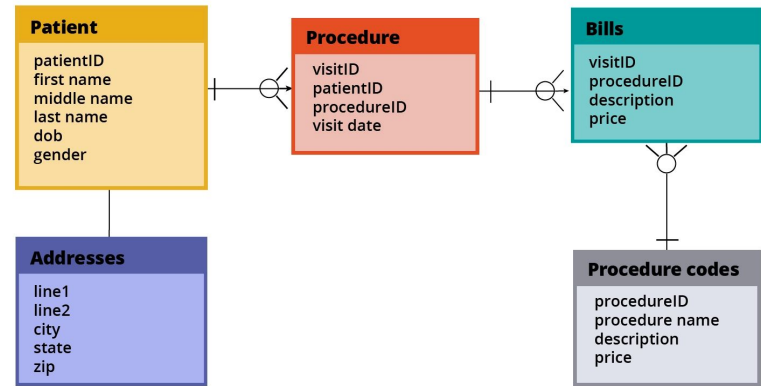 Patient
patientID
first name
middle name
last name
dob
gender
Procedure
visitID
patientID
procedureID
visit date
Bills
visitID
procedureID
description
price
Addresses
line1
line2
city
state
zip
Procedure codes
procedureID
procedure name
description
price